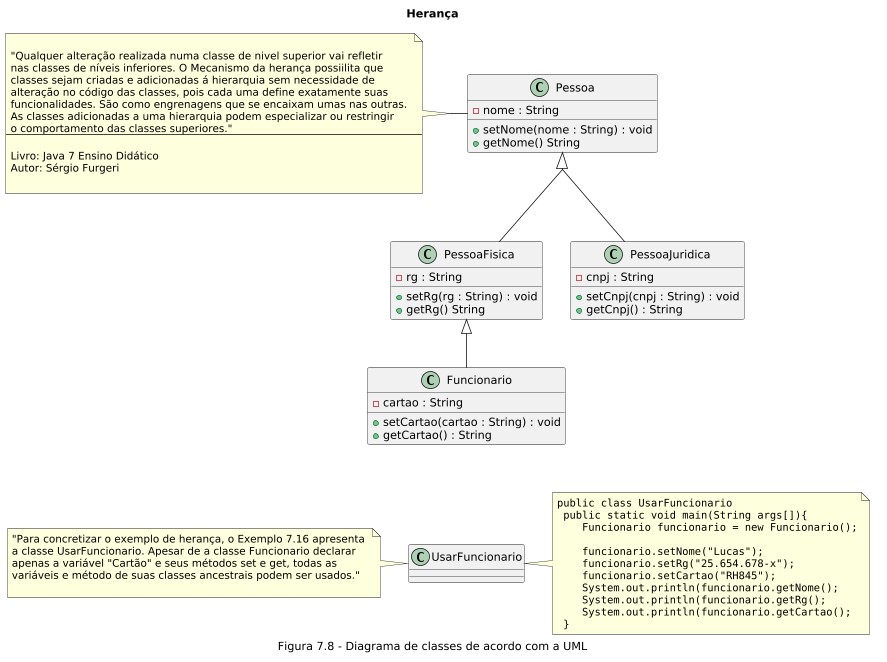 Herança
"Qualquer alteração realizada numa classe de nivel superior vai refletir
nas classes de níveis inferiores. O Mecanismo da herança possiilita que
classes sejam criadas e adicionadas á hierarquia sem necessidade de
alteração no código das classes, pois cada uma define exatamente suas
funcionalidades. São como engrenagens que se encaixam umas nas outras.
As classes adicionadas a uma hierarquia podem especializar ou restringir
o comportamento das classes superiores."
Livro: Java 7 Ensino Didático
Autor: Sérgio Furgeri
C Pessoa
nome : String
setNome(nome : String) : void
getNome() String
C PessoaFisica
rg : String
setRg(rg : String) : void
getRg() String
C PessoaJuridica
cnpj : String
setCnpj(cnpj : String) : void
getCnpj() : String
C Funcionario
cartao : String
setCartao(cartao : String) : void
getCartao() : String
"Para concretizar o exemplo de herança, o Exemplo 7.16 apresenta
a classe UsarFuncionario. Apesar de a classe Funcionario declarar
apenas a variável "Cartão" e seus métodos set e get, todas as
variáveis e método de suas classes ancestrais podem ser usados."
C UsarFuncionario
public class UsarFuncionario
public static void main(String args[]){
Funcionario funcionario = new Funcionario();
funcionario.setNome("Lucas");
funcionario.setRg("25.654.678-x");
funcionario.setCartao("RH845");
System.out.println(funcionario.getNome();
System.out.println(funcionario.getRg();
System.out.println(funcionario.getCartao();
}
Figura 7.8 - Diagrama de classes de acordo com a UML